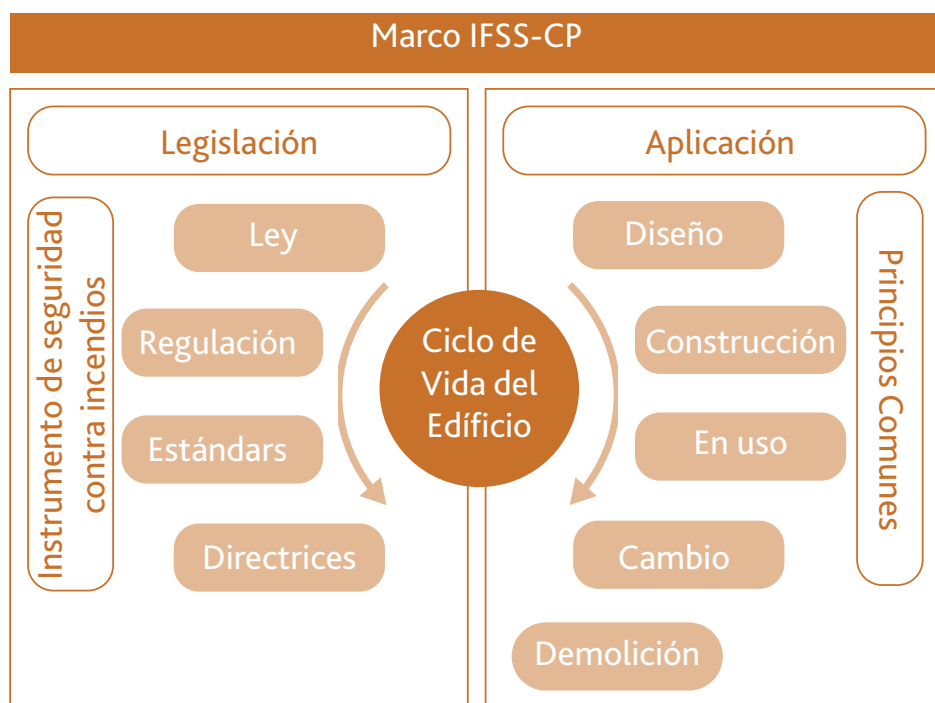 Marco IFSS-CP
Legislación
Instrumento de seguridad
contra incendios
Ley
Regulación
Estándars
Directrices
Ciclo de
Vida del
Edíficio
Aplicación
Diseño
Construcción
En uso
Cambio
Demolición
Principios Comunes